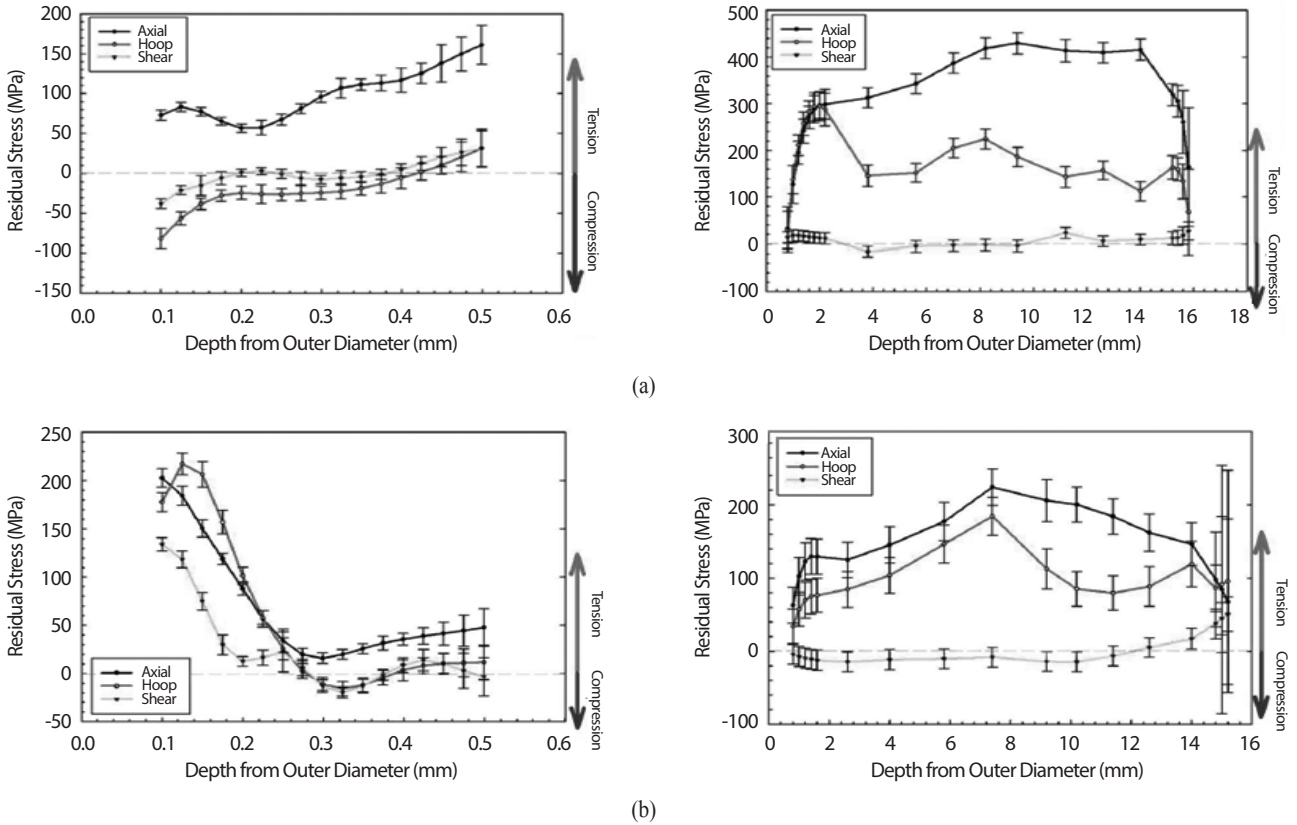 200
150
100
50
0
-50
-100
-150
Residual Stress (MPa)
Axial
Hoop
Shear
0.0 0.1 0.2 0.3 0.4 0.5 0.6
Depth from Outer Diameter (mm)
Tension
Compression
500
400
300
200
100
0
-100
Residual Stress (MPa)
Axial
Hoop
Shear
0 2 4 6 8 10 12 14 16 18
Depth from Outer Diameter (mm)
Tension
Compression
(a)
250
200
150
100
50
0
-50
Residual Stress (MPa)
Axial
Hoop
Shear
0.0 0.1 0.2 0.3 0.4 0.5 0.6
Depth from Outer Diameter (mm)
Tension
Compression
300
200
100
0
-100
Residual Stress (MPa)
Axial
Hoop
Shear
0 2 4 6 8 10 12 14 16
Depth from Outer Diameter (mm)
Tension
Compression
(b)